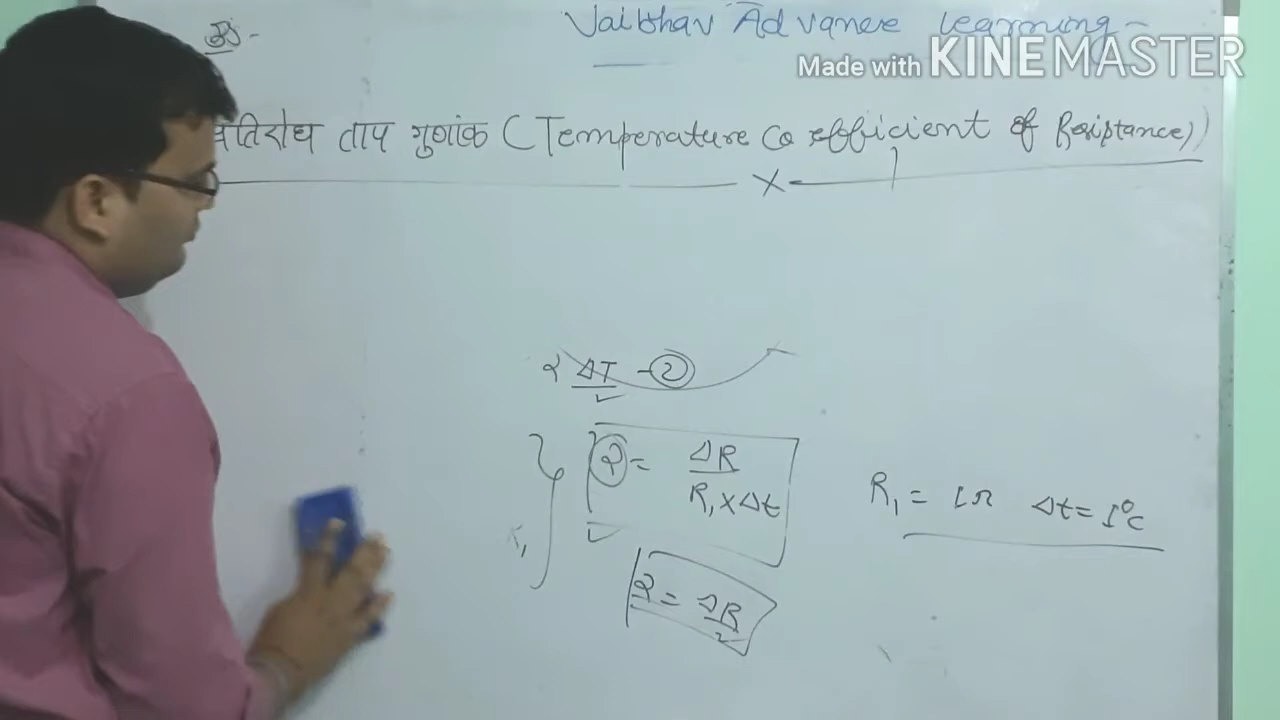 Vaibhav Advance learning -
Made with KINEMASTER
प्रतिरोध ताप गुणांक ( Temperature Co efficient of Resistance))
X
α ΔT - ②
α = ΔR / R₁ x Δt
R₁ = 1Ω Δt = 1°C
α = ΔR